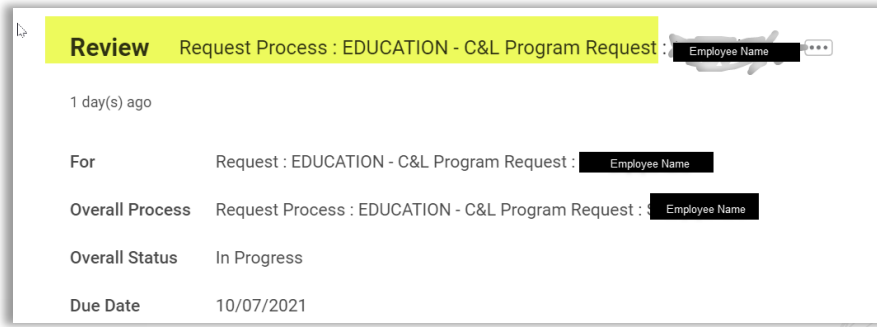 Review Request Process : EDUCATION - C&L Program Request : Employee Name
1 day(s) ago
For Request : EDUCATION - C&L Program Request : Employee Name
Overall Process Request Process : EDUCATION - C&L Program Request : Employee Name
Overall Status In Progress
Due Date 10/07/2021